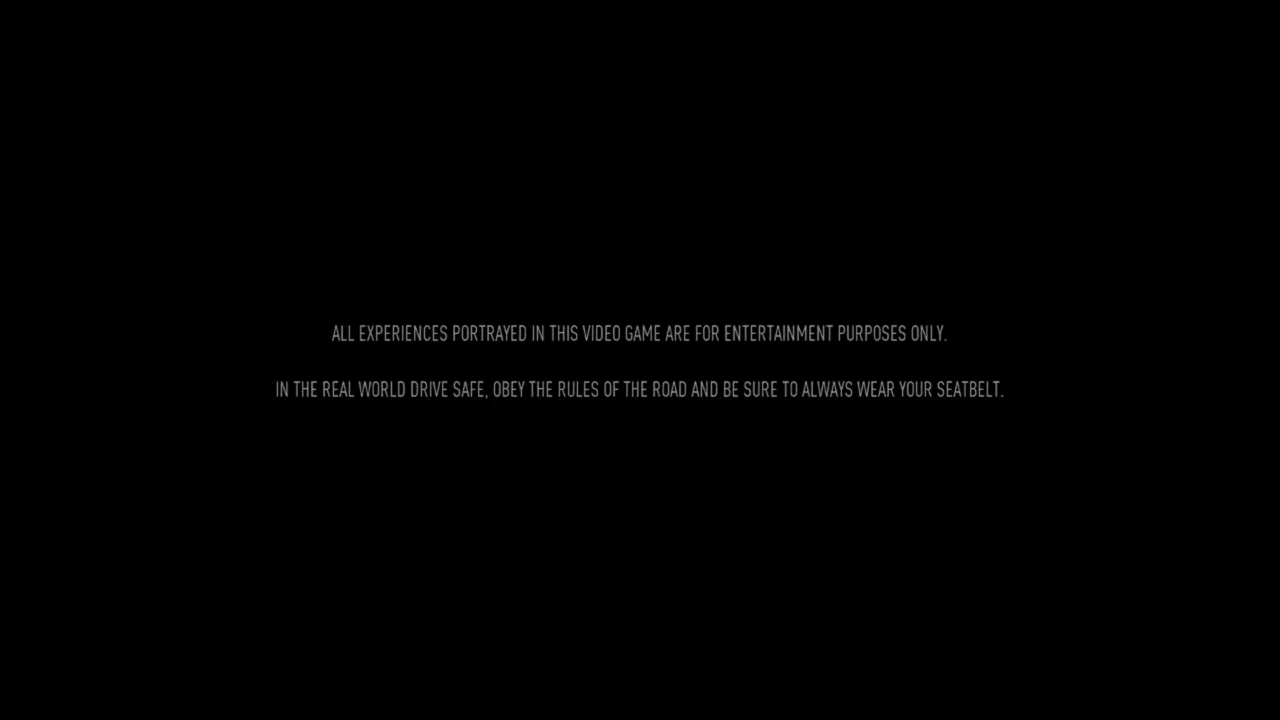 ALL EXPERIENCES PORTRAYED IN THIS VIDEO GAME ARE FOR ENTERTAINMENT PURPOSES ONLY.
IN THE REAL WORLD DRIVE SAFE, OBEY THE RULES OF THE ROAD AND BE SURE TO ALWAYS WEAR YOUR SEATBELT.